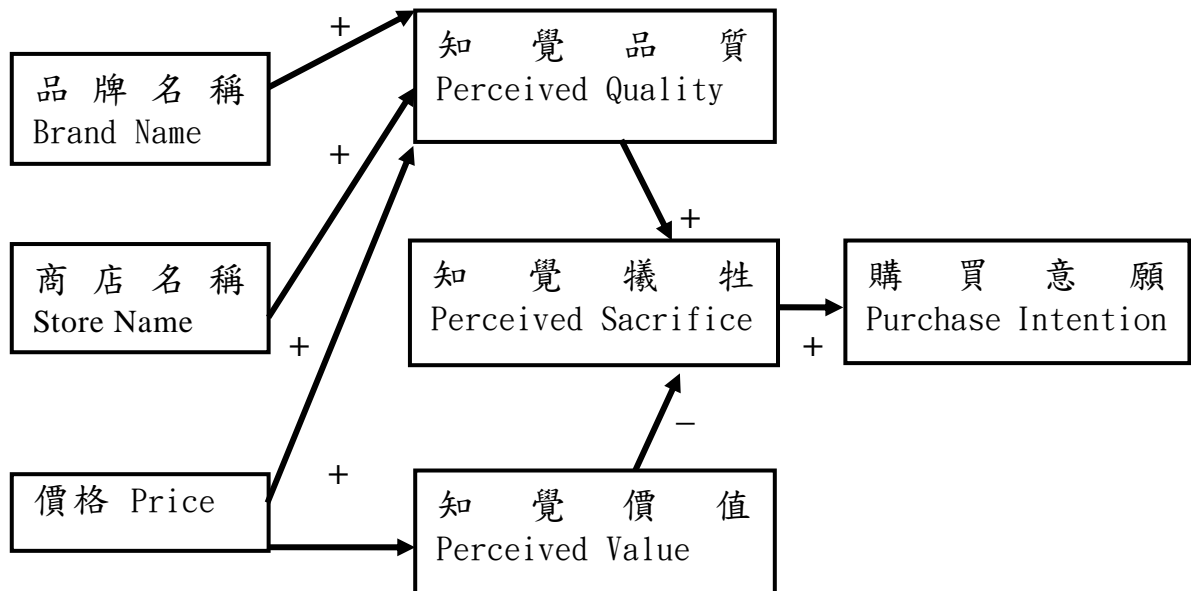 品牌名稱
Brand Name
商店名稱
Store Name
價格 Price
+
+
+
+
知覺品質
Perceived Quality
+
知覺犧牲
Perceived Sacrifice
−
知覺價值
Perceived Value
+
購買意願
Purchase Intention